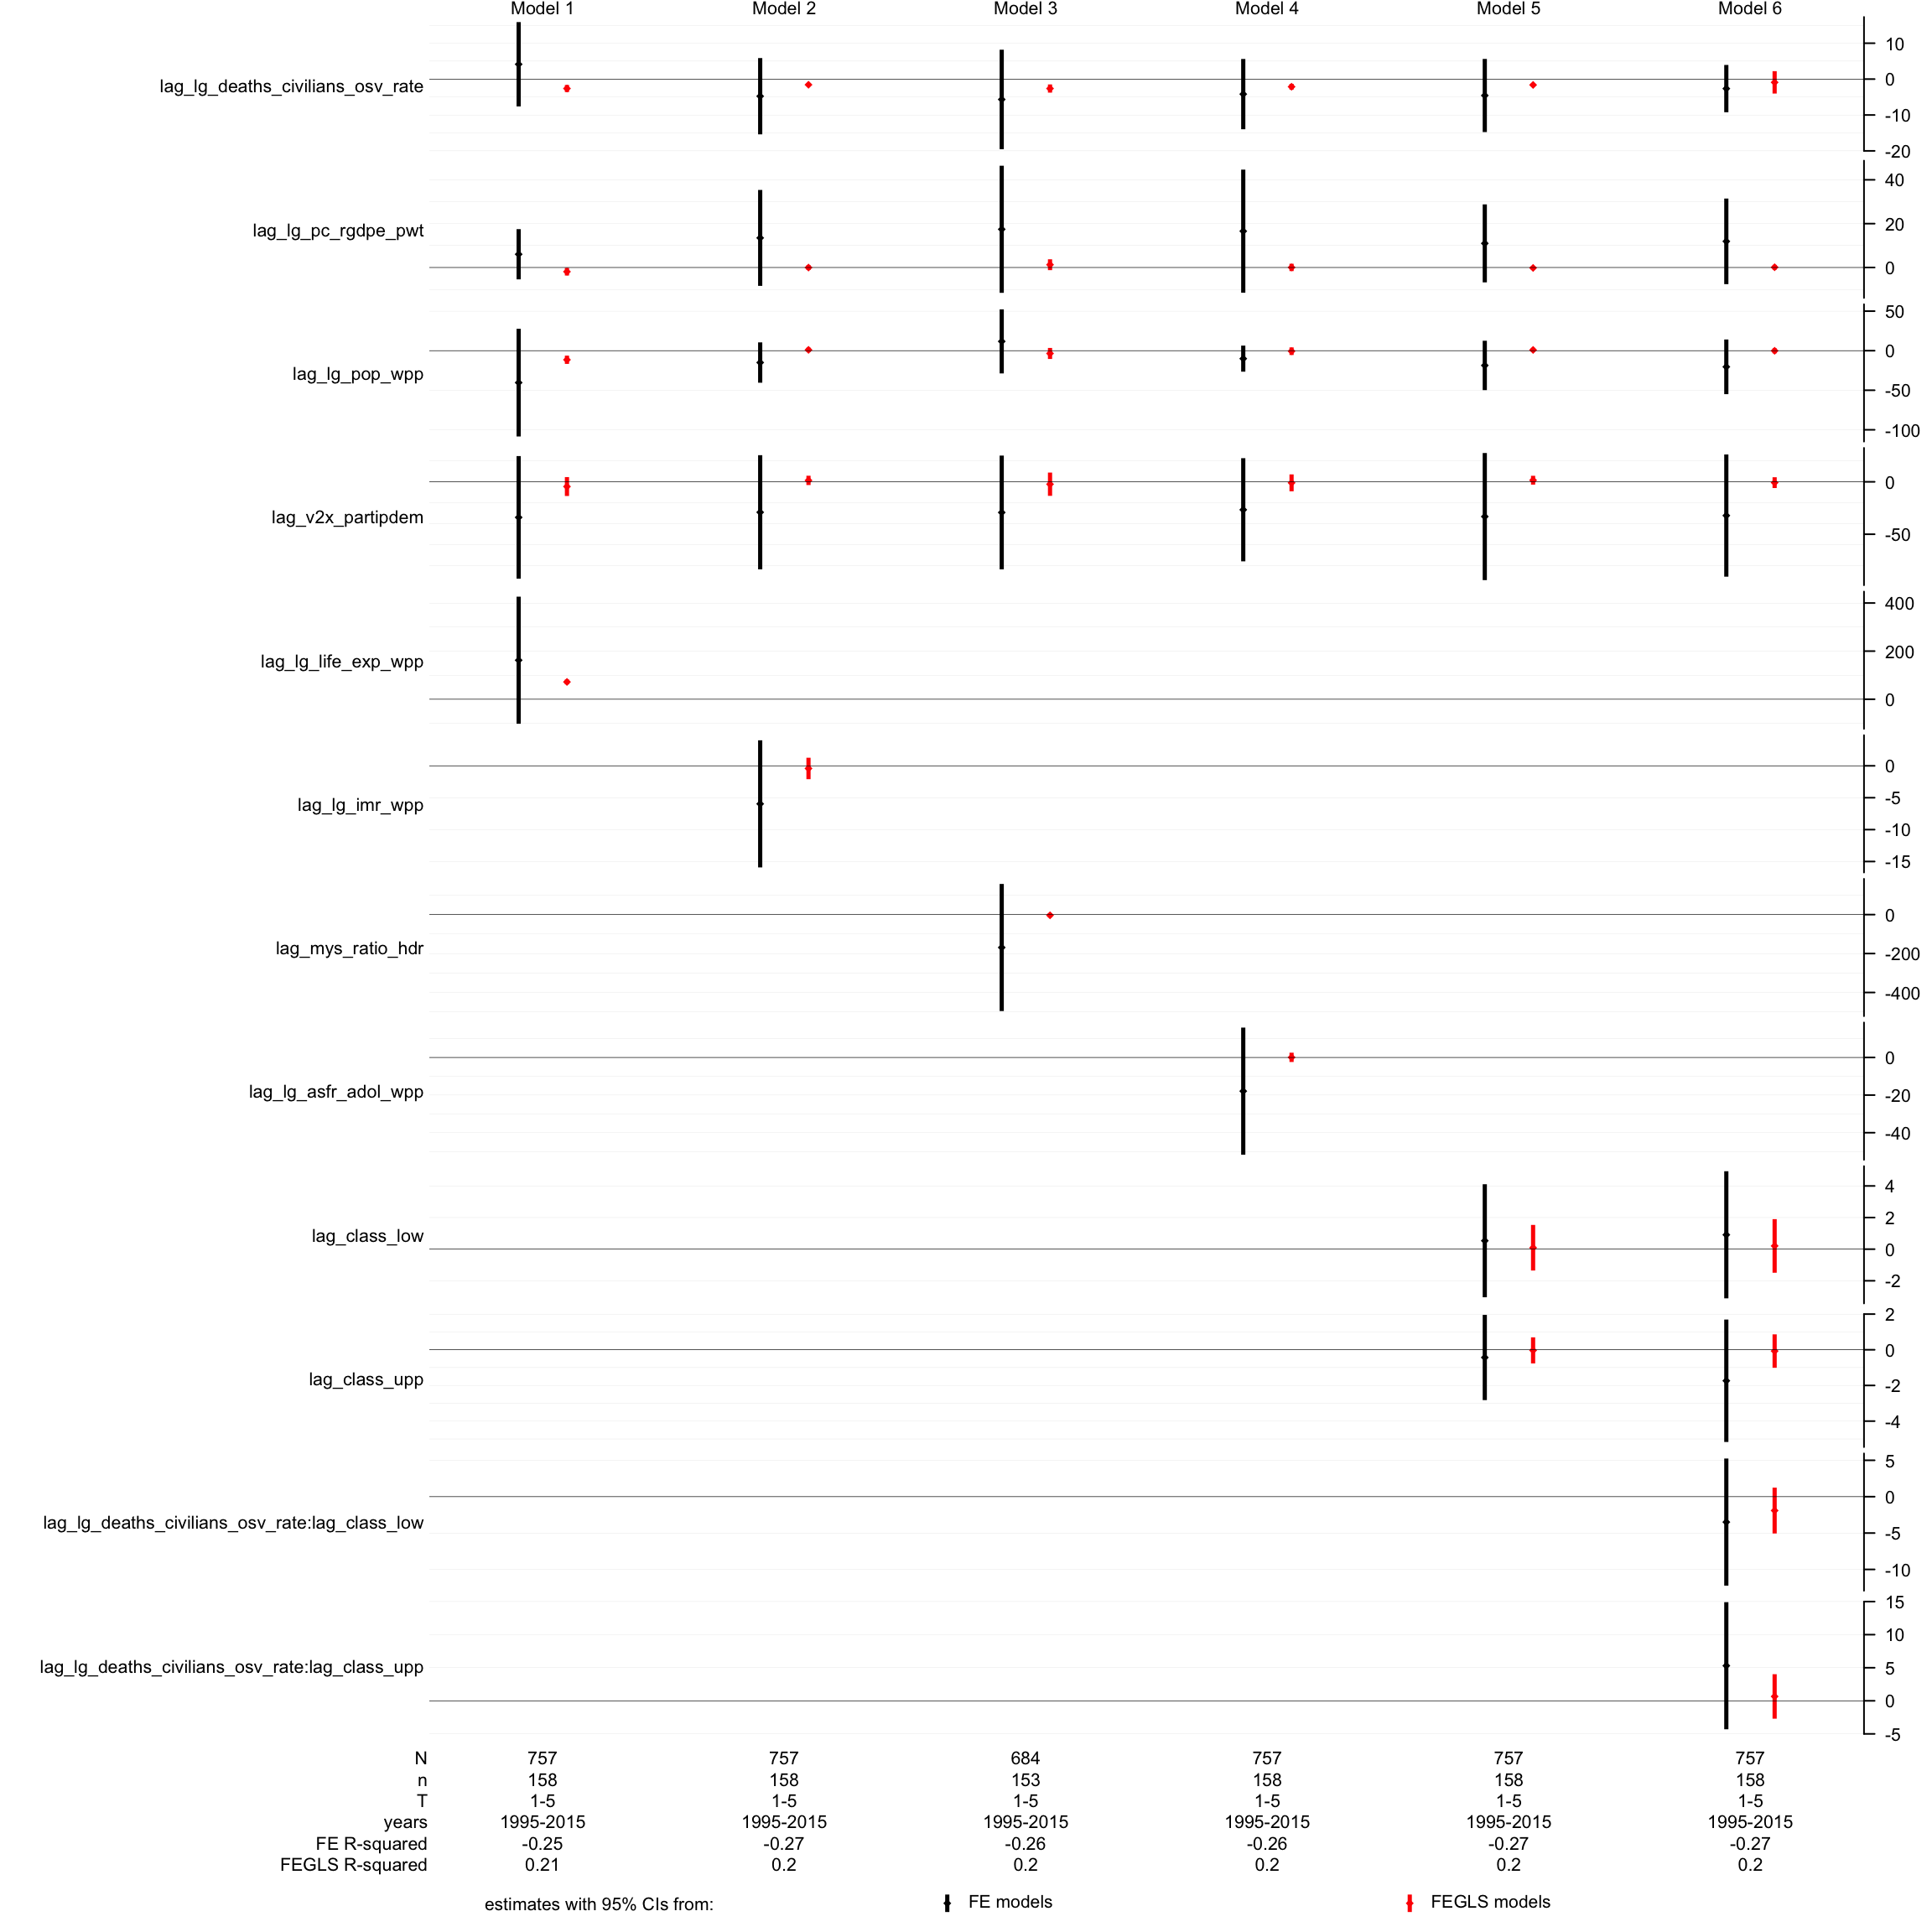 Model 1 Model 2 Model 3 Model 4 Model 5 Model 6
lag_lg_deaths_civilians_osv_rate
10
0
-10
-20
lag_lg_pc_rgdpe_pwt
40
20
0
lag_lg_pop_wpp
50
0
-50
-100
lag_v2x_partipdem
0
-50
lag_lg_life_exp_wpp
400
200
0
lag_lg_imr_wpp
0
-5
-10
-15
lag_mys_ratio_hdr
0
-200
-400
lag_lg_asfr_adol_wpp
0
-20
-40
lag_class_low
4
2
0
-2
lag_class_upp
2
0
-2
-4
lag_lg_deaths_civilians_osv_rate:lag_class_low
5
0
-5
-10
lag_lg_deaths_civilians_osv_rate:lag_class_upp
15
10
5
0
-5
N 757 757 684 757 757 757
n 158 158 153 158 158 158
T 1-5 1-5 1-5 1-5 1-5 1-5
years 1995-2015 1995-2015 1995-2015 1995-2015 1995-2015 1995-2015
FE R-squared -0.25 -0.27 -0.26 -0.26 -0.27 -0.27
FEGLS R-squared 0.21 0.2 0.2 0.2 0.2 0.2
estimates with 95% CIs from: FE models FEGLS models